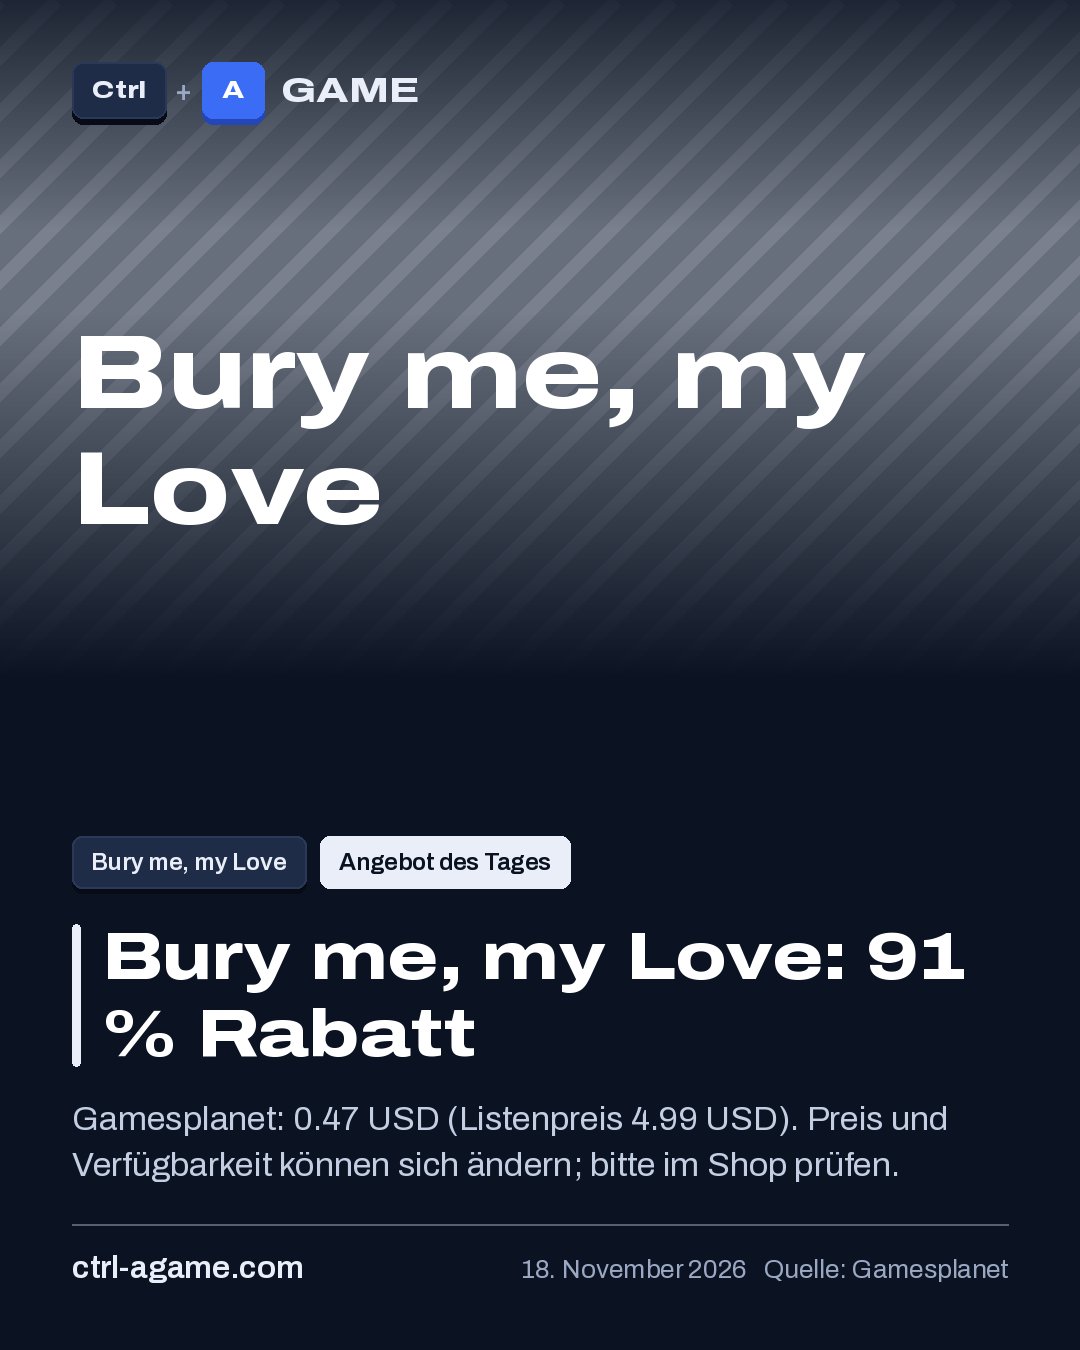 Ctrl + A GAME
Bury me, my
Love
Bury me, my Love Angebot des Tages
Bury me, my Love: 91
% Rabatt
Gamesplanet: 0.47 USD (Listenpreis 4.99 USD). Preis und
Verfügbarkeit können sich ändern; bitte im Shop prüfen.
ctrl-agame.com 18. November 2026 Quelle: Gamesplanet